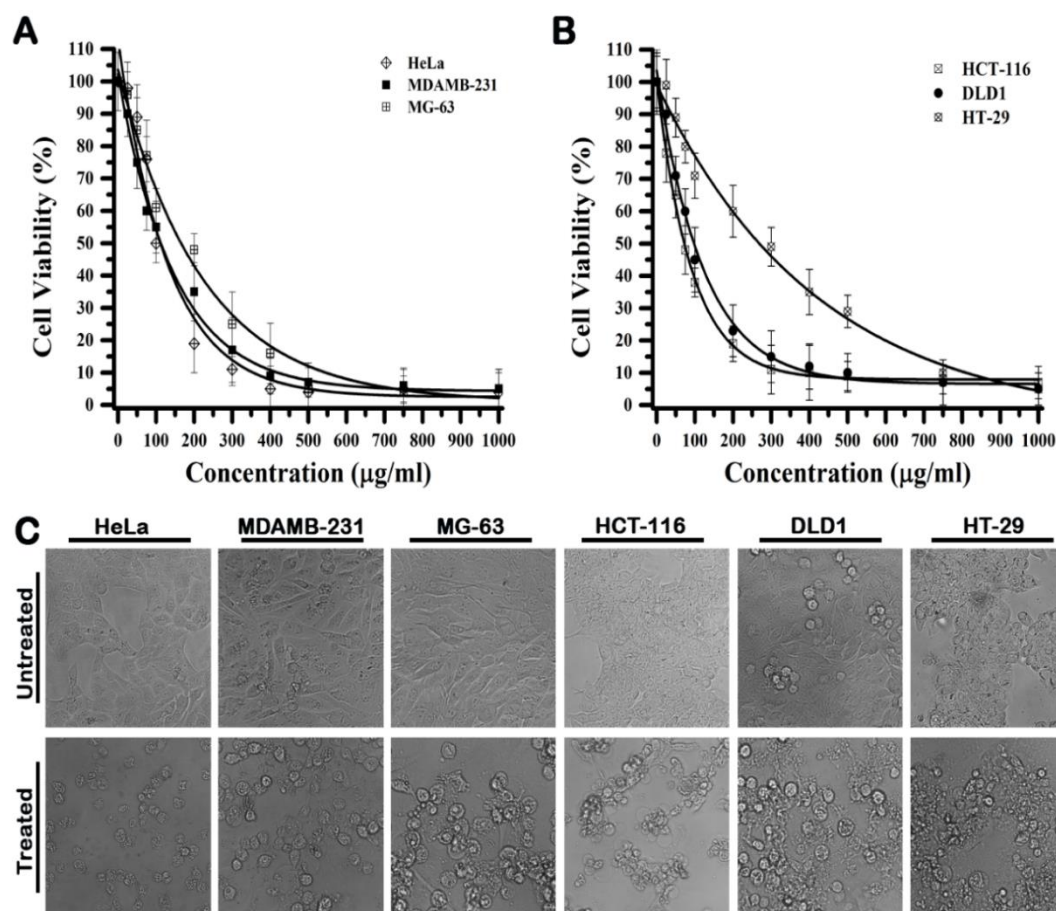 A
HeLa
MDAMB-231
MG-63
110
100
90
80
70
60
50
40
30
20
10
0
Cell Viability (%)
0 100 200 300 400 500 600 700 800 900 1000
Concentration (μg/ml)
B
HCT-116
DLD1
HT-29
110
100
90
80
70
60
50
40
30
20
10
0
Cell Viability (%)
0 100 200 300 400 500 600 700 800 900 1000
Concentration (μg/ml)
C
HeLa MDAMB-231 MG-63 HCT-116 DLD1 HT-29
Untreated
Treated